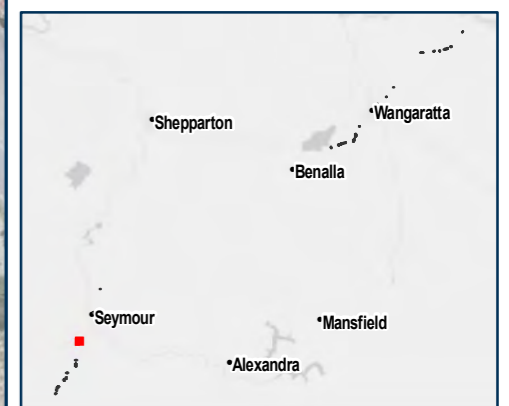 Wangaratta
Shepparton
Benalla
Seymour
Mansfield
Alexandra